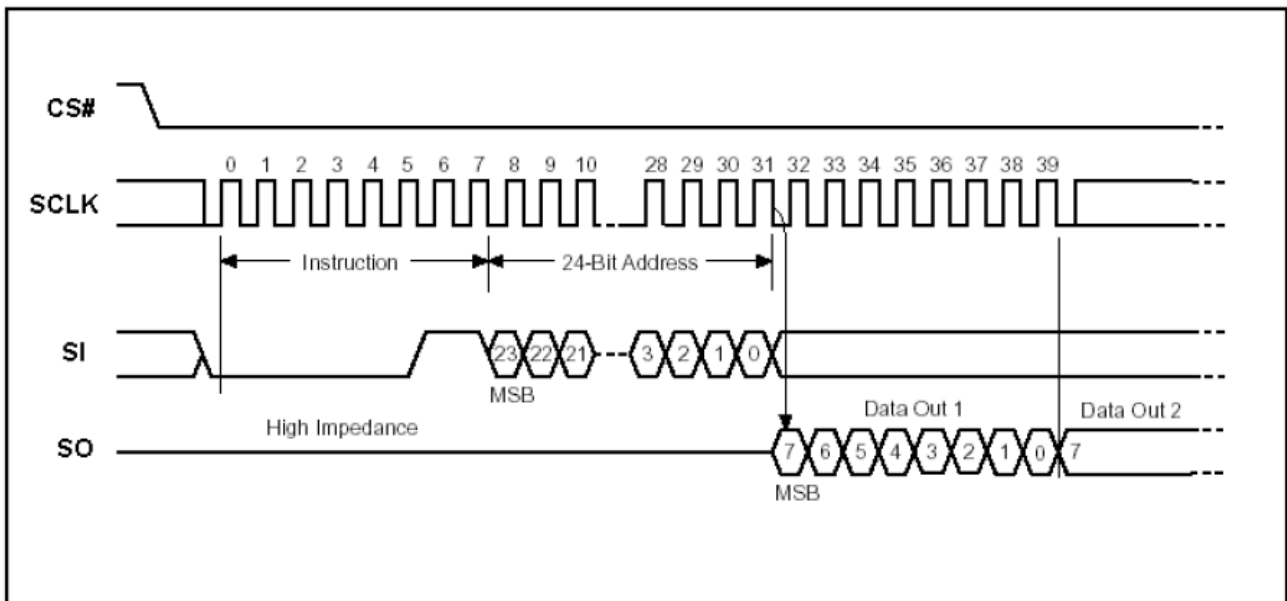 CS#
0 1 2 3 4 5 6 7 8 9 10 28 29 30 31 32 33 34 35 36 37 38 39
SCLK
Instruction 24-Bit Address
SI 23 22 21 3 2 1 0
MSB
High Impedance Data Out 1 Data Out 2
SO 7 6 5 4 3 2 1 0 7
MSB